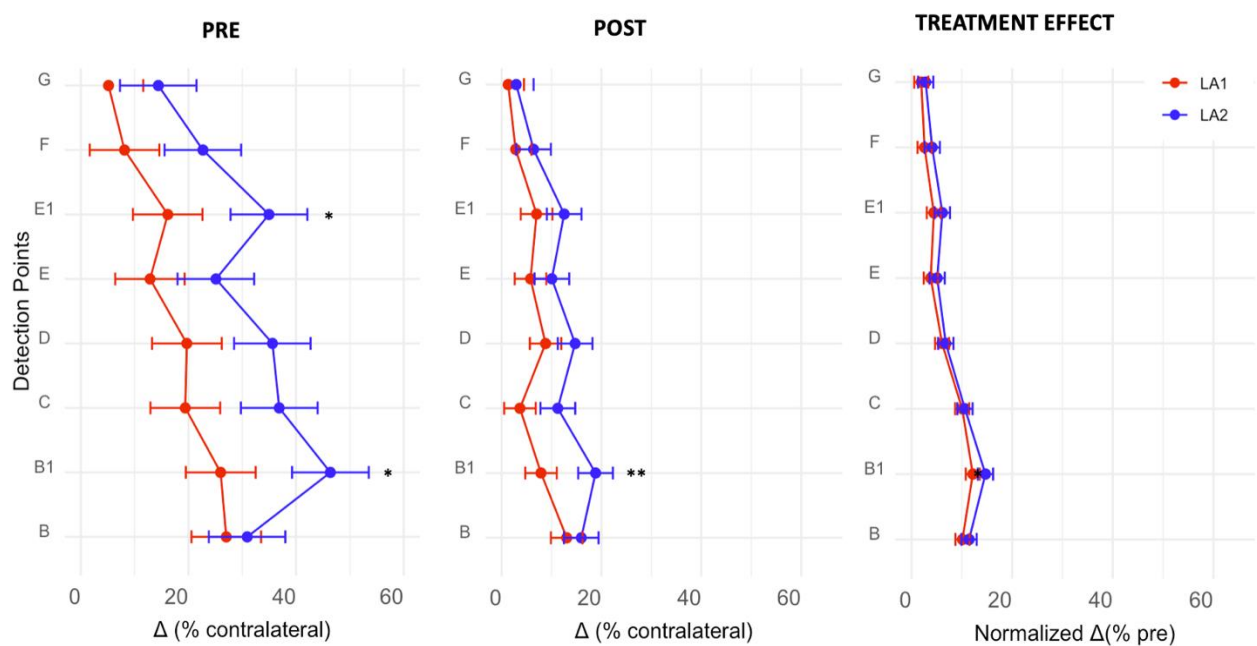 PRE
POST
TREATMENT EFFECT
Detection Points
G
F
E1
E
D
C
B1
B
*
*
0 20 40 60
Δ (% contralateral)
G
F
E1
E
D
C
B1
B
**
0 20 40 60
Δ (% contralateral)
G
F
E1
E
D
C
B1
B
*
0 20 40 60
Normalized Δ(% pre)
LA1
LA2